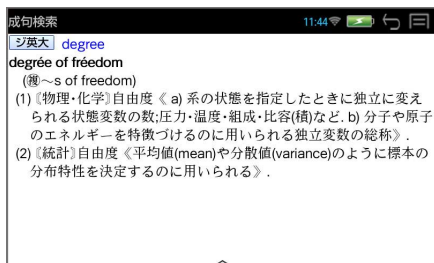 成句検索 11:44
ジ英大 degree
degrée of fréedom
(複～s of freedom)
(1)〖物理・化学〗自由度《 a) 系の状態を指定したときに独立に変え
られる状態変数の数;圧力・温度・組成・比容(積)など. b) 分子や原子
のエネルギーを特徴づけるのに用いられる独立変数の総称》.
(2)〖統計〗自由度《平均値(mean)や分散値(variance)のように標本の
分布特性を決定するのに用いられる》.